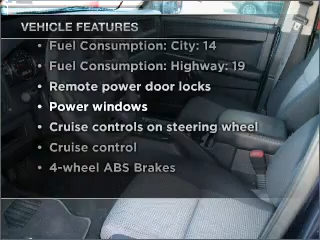 VEHICLE FEATURES
• Fuel Consumption: City: 14
• Fuel Consumption: Highway: 19
• Remote power door locks
• Power windows
• Cruise controls on steering wheel
• Cruise control
• 4-wheel ABS Brakes